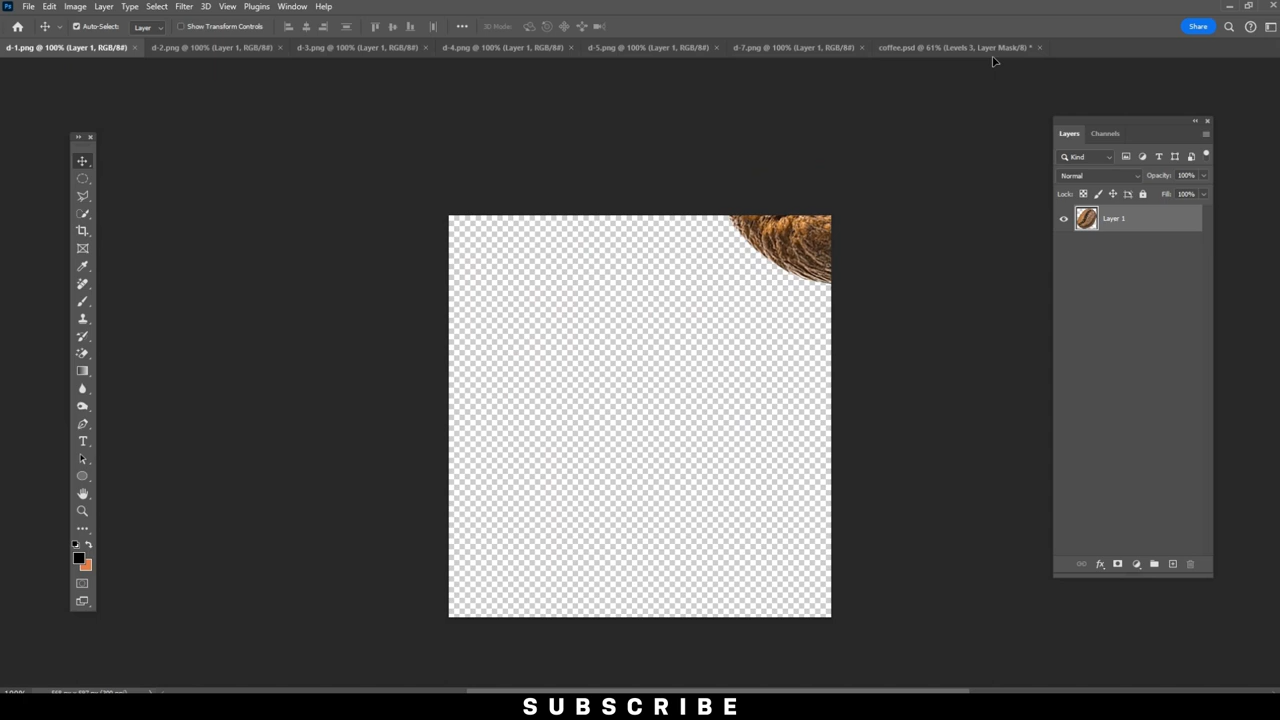 Ps File Edit Image Layer Type Select Filter 3D View Plugins Window Help
Auto-Select: Layer Show Transform Controls 3D Mode: Share
d-1.png @ 100% (Layer 1, RGB/8#) × d-2.png @ 100% (Layer 1, RGB/8#) × d-3.png @ 100% (Layer 1, RGB/8#) × d-4.png @ 100% (Layer 1, RGB/8#) × d-5.png @ 100% (Layer 1, RGB/8#) × d-7.png @ 100% (Layer 1, RGB/8#) × coffee.psd @ 61% (Levels 3, Layer Mask/8) * ×
Layers Channels
Kind
Normal Opacity: 100%
Lock: Fill: 100%
Layer 1
SUBSCRIBE